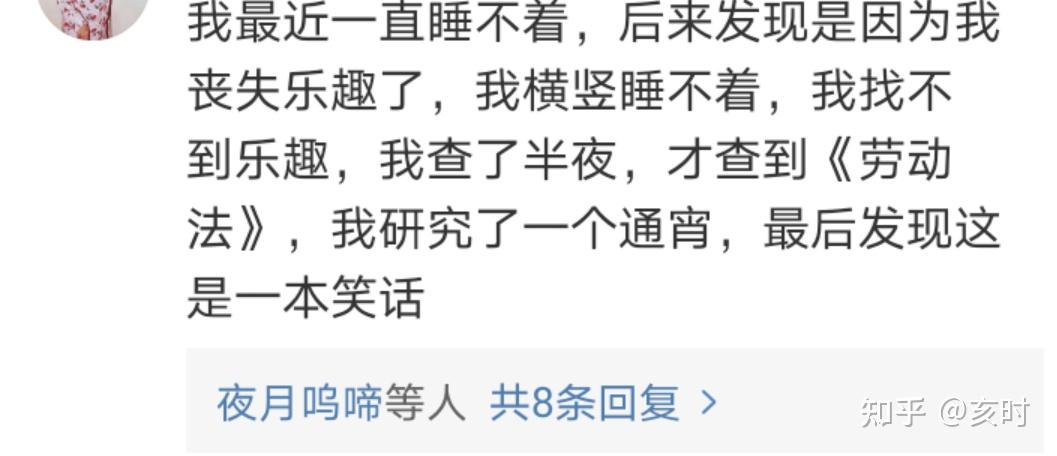 我最近一直睡不着，后来发现是因为我
丧失乐趣了，我横竖睡不着，我找不
到乐趣，我查了半夜，才查到《劳动
法》，我研究了一个通宵，最后发现这
是一本笑话
夜月呜啼等人 共8条回复 >
知乎 @亥时